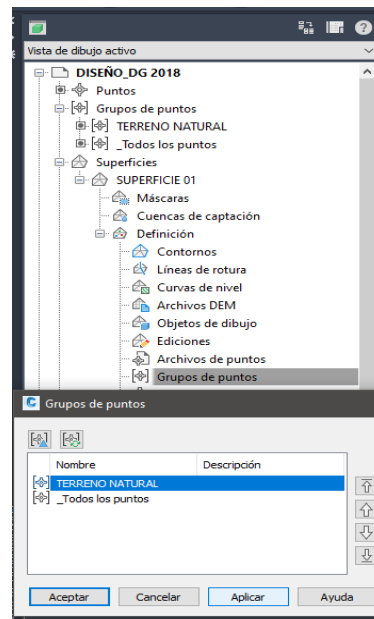 Vista de dibujo activo
DISEÑO_DG 2018
Puntos
Grupos de puntos
TERRENO NATURAL
_Todos los puntos
Superficies
SUPERFICIE 01
Máscaras
Cuencas de captación
Definición
Contornos
Líneas de rotura
Curvas de nivel
Archivos DEM
Objetos de dibujo
Ediciones
Archivos de puntos
Grupos de puntos
C Grupos de puntos
Nombre Descripción
TERRENO NATURAL
_Todos los puntos
Aceptar Cancelar Aplicar Ayuda